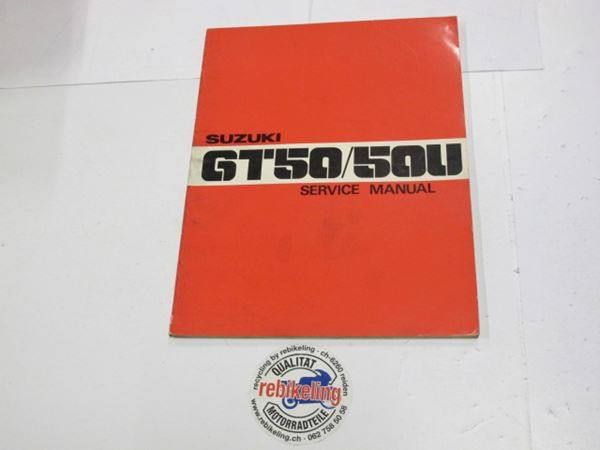 SUZUKI
GT50/50U
SERVICE MANUAL
recycling by rebikeling - ch-6260 reiden
QUALITÄT
rebikeling
MOTORRADTEILE
www.rebikeling.ch - 062 758 50 58